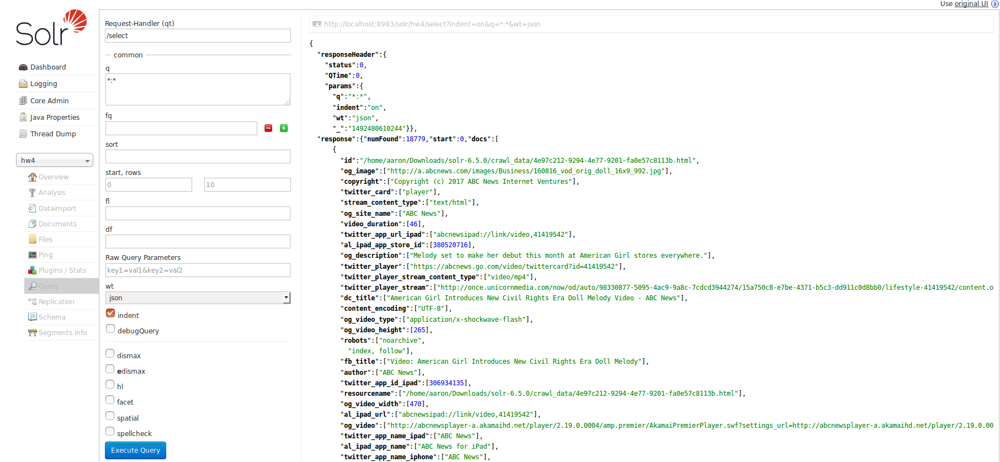 Use original UI
Solr
Dashboard
Logging
Core Admin
Java Properties
Thread Dump
hw4
Overview
Analysis
Dataimport
Documents
Files
Ping
Plugins / Stats
Query
Replication
Schema
Segments info
Request-Handler (qt)
/select
common
q
*:*
fq
sort
start, rows
0
10
fl
df
Raw Query Parameters
key1=val1&key2=val2
wt
json
indent
debugQuery
dismax
edismax
hl
facet
spatial
spellcheck
Execute Query
http://localhost:8983/solr/hw4/select?indent=on&q=*:*&wt=json
{
"responseHeader":{
"status":0,
"QTime":0,
"params":{
"q":"*:*",
"indent":"on",
"wt":"json",
"_":"1492480610244"}},
"response":{"numFound":18779,"start":0,"docs":[
{
"id":"/home/aaron/Downloads/solr-6.5.0/crawl_data/4e97c212-9294-4e77-9201-fa0e57c8113b.html",
"og_image":["http://a.abcnews.com/images/Business/160816_vod_orig_doll_16x9_992.jpg"],
"copyright":["Copyright (c) 2017 ABC News Internet Ventures"],
"twitter_card":["player"],
"stream_content_type":["text/html"],
"og_site_name":["ABC News"],
"video_duration":[46],
"twitter_app_url_ipad":["abcnewsipad://link/video,41419542"],
"al_ipad_app_store_id":[380520716],
"og_description":["Melody set to make her debut this month at American Girl stores everywhere."],
"twitter_player":["https://abcnews.go.com/video/twittercard?id=41419542"],
"twitter_player_stream_content_type":["video/mp4"],
"twitter_player_stream":["http://once.unicornmedia.com/now/od/auto/98330877-5095-4ac9-9a8c-7cdcd3944274/15a750c8-e7be-4371-b5c3-dd911c0d8bb0/lifestyle-41419542/content.o
"dc_title":["American Girl Introduces New Civil Rights Era Doll Melody Video - ABC News"],
"content_encoding":["UTF-8"],
"og_video_type":["application/x-shockwave-flash"],
"og_video_height":[265],
"robots":["noarchive",
"index, follow"],
"fb_title":["Video: American Girl Introduces New Civil Rights Era Doll Melody"],
"author":["ABC News"],
"twitter_app_id_ipad":[306934135],
"resourcename":["/home/aaron/Downloads/solr-6.5.0/crawl_data/4e97c212-9294-4e77-9201-fa0e57c8113b.html"],
"og_video_width":[470],
"al_ipad_url":["abcnewsipad://link/video,41419542"],
"og_video":["http://abcnewsplayer-a.akamaihd.net/player/2.19.0.0004/amp.premier/AkamaiPremierPlayer.swf?settings_url=http://abcnewsplayer-a.akamaihd.net/player/2.19.0.00
"twitter_app_name_ipad":["ABC News"],
"al_ipad_app_name":["ABC News for iPad"],
"twitter_app_name_iphone":["ABC News"],